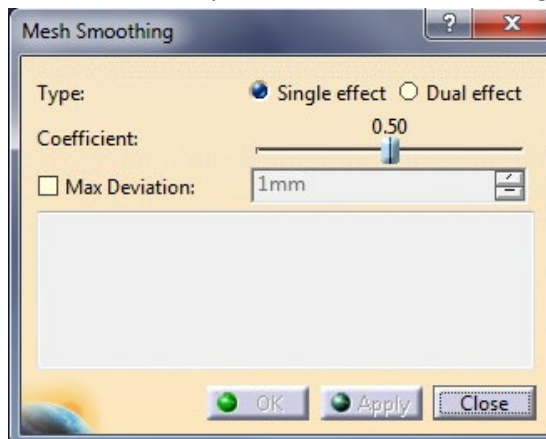 Mesh Smoothing
? X
Type: Single effect Dual effect
Coefficient: 0.50
Max Deviation: 1mm
OK Apply Close